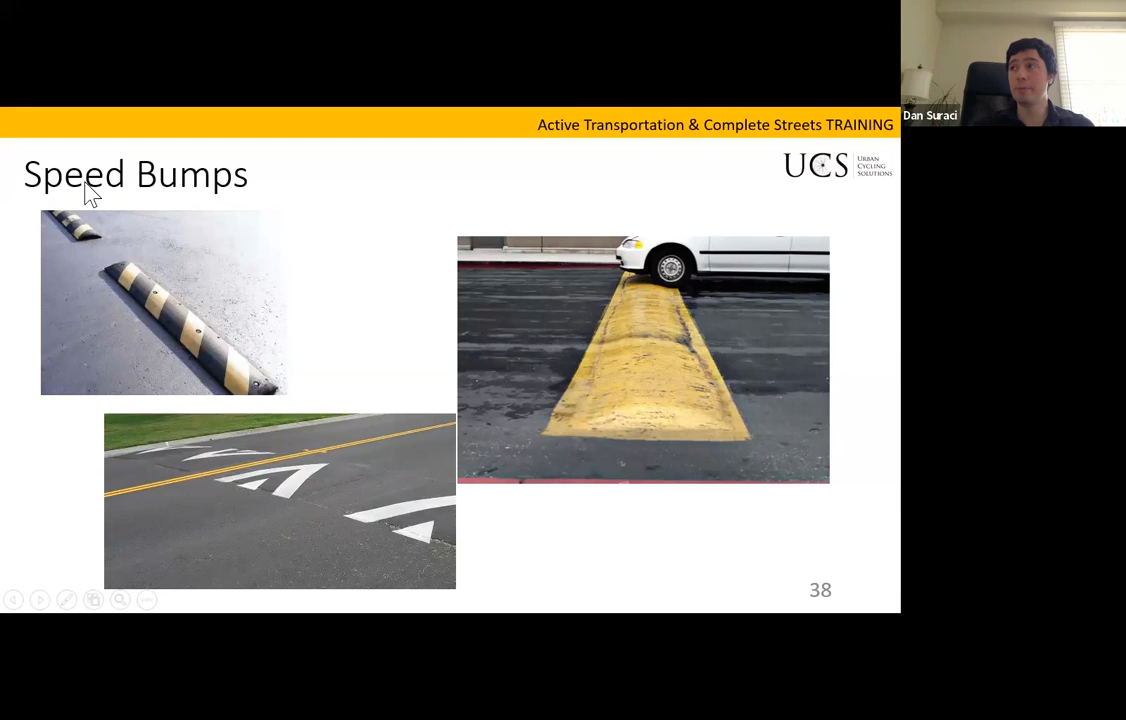 Dan Suraci
Active Transportation & Complete Streets TRAINING
Speed Bumps
UCS
URBAN
CYCLING
SOLUTIONS
38